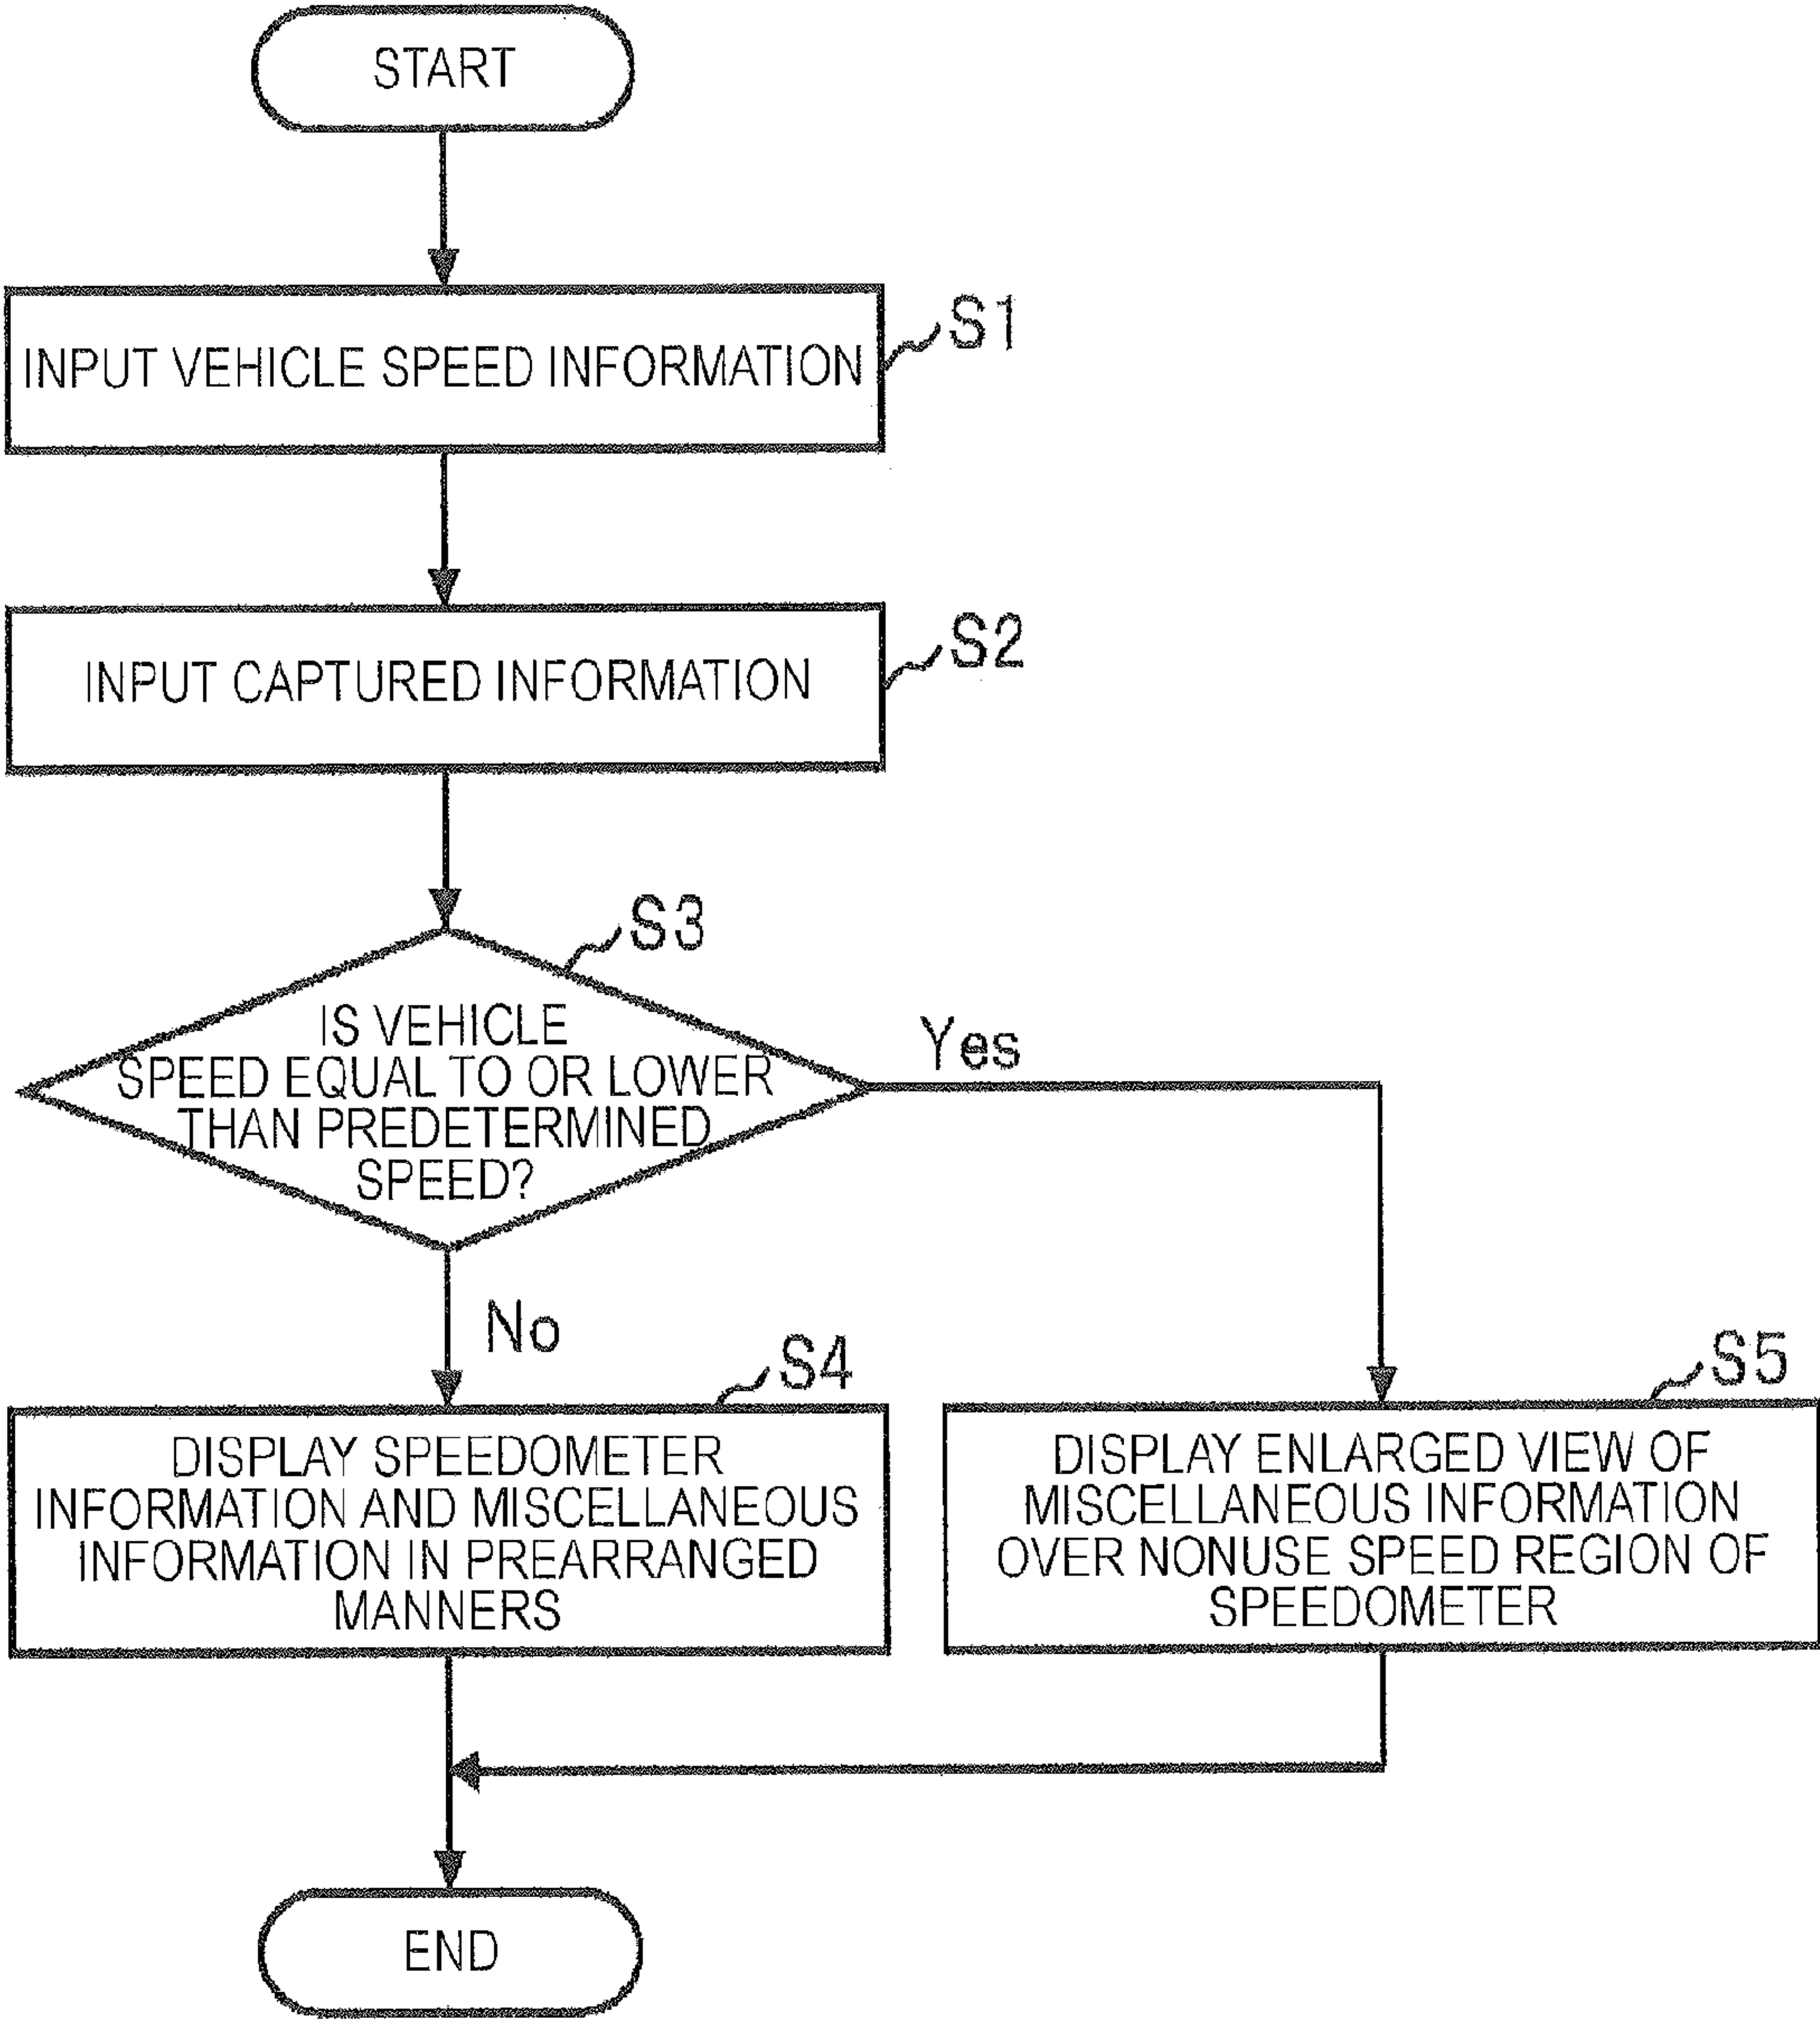 START
INPUT VEHICLE SPEED INFORMATION
S1
INPUT CAPTURED INFORMATION
S2
S3
IS VEHICLE
SPEED EQUAL TO OR LOWER
THAN PREDETERMINED
SPEED?
Yes
No
S4
DISPLAY SPEEDOMETER
INFORMATION AND MISCELLANEOUS
INFORMATION IN PREARRANGED
MANNERS
S5
DISPLAY ENLARGED VIEW OF
MISCELLANEOUS INFORMATION
OVER NONUSE SPEED REGION OF
SPEEDOMETER
END